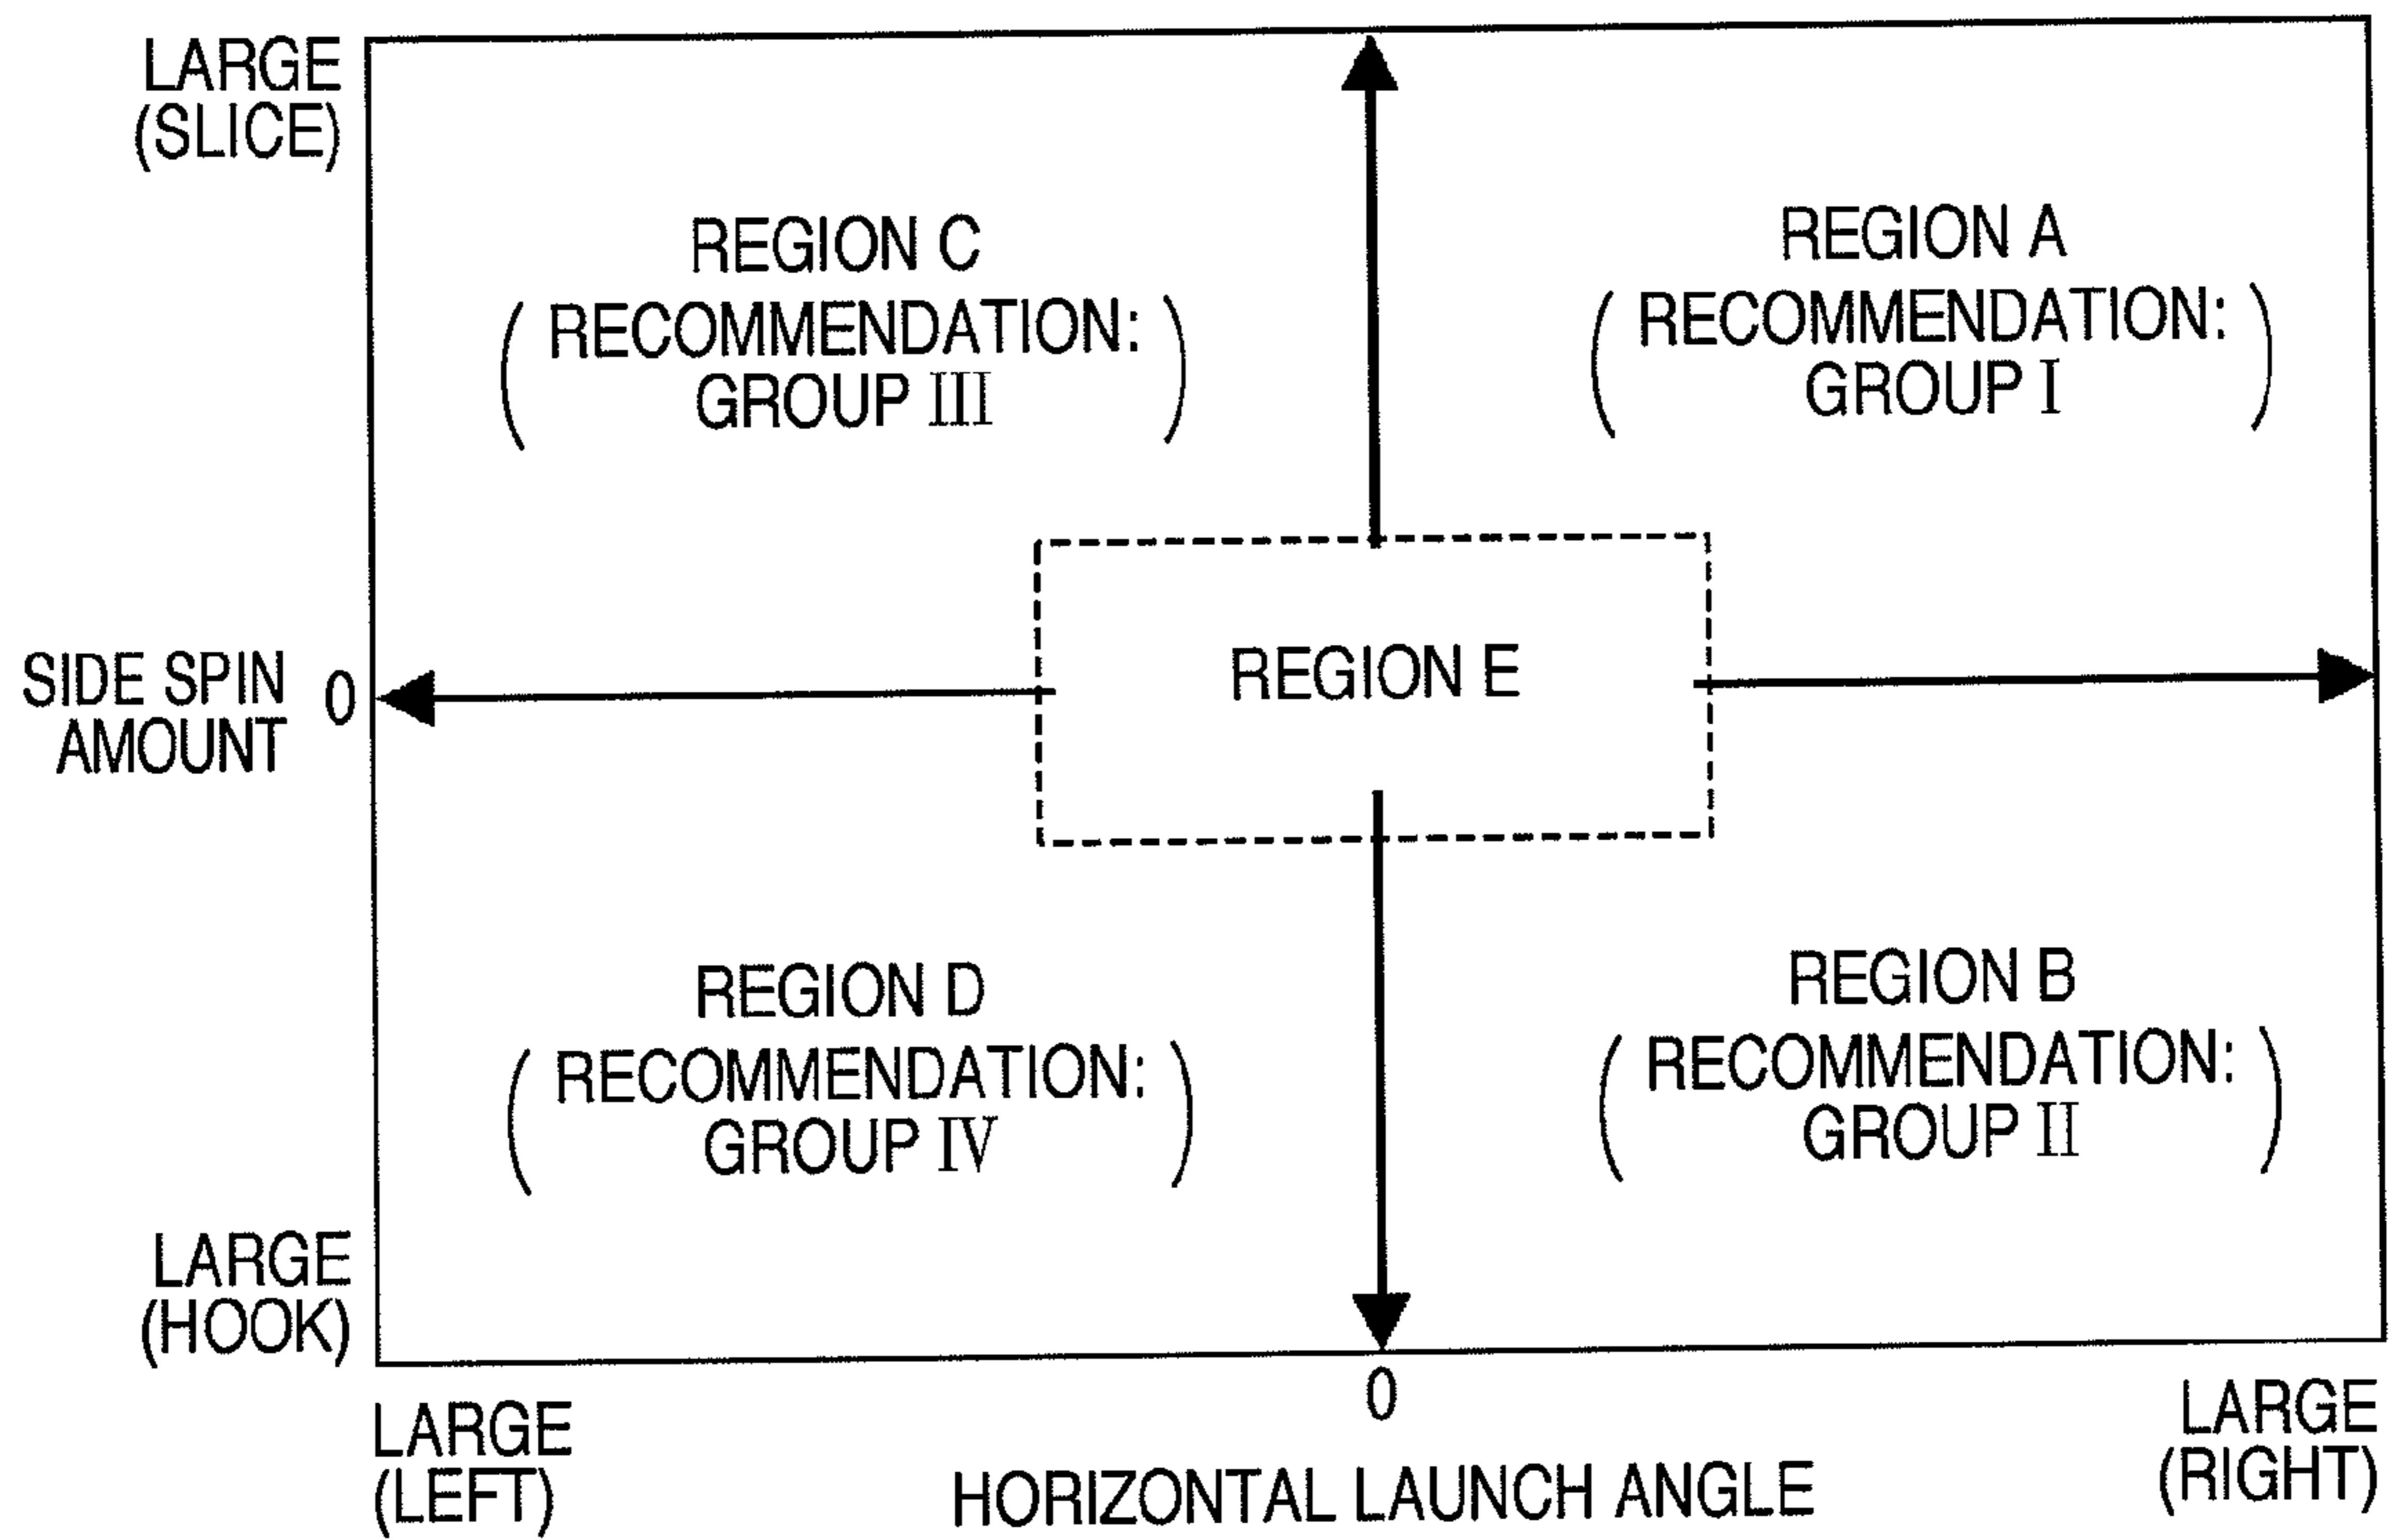 LARGE
(SLICE)
REGION C
(RECOMMENDATION:
GROUP III)
REGION A
(RECOMMENDATION:
GROUP I)
SIDE SPIN
AMOUNT
0
REGION E
REGION D
(RECOMMENDATION:
GROUP IV)
REGION B
(RECOMMENDATION:
GROUP II)
LARGE
(HOOK)
LARGE
(LEFT)
0
HORIZONTAL LAUNCH ANGLE
LARGE
(RIGHT)